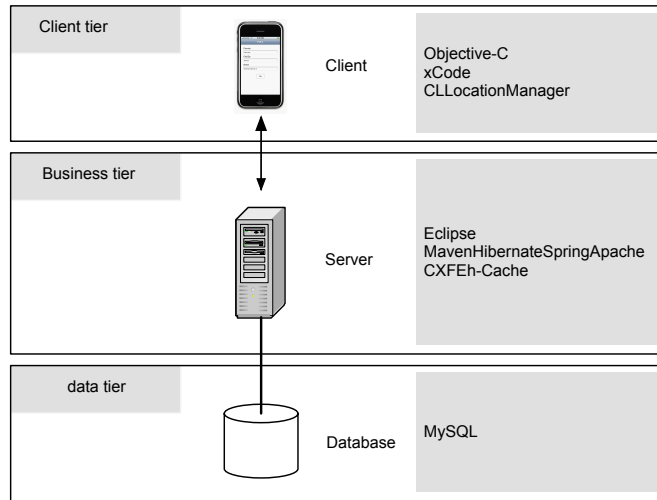 Client tier
Client
Objective-C
xCode
CLLocationManager
Business tier
Server
Eclipse
MavenHibernateSpringApache
CXFEh-Cache
data tier
Database
MySQL